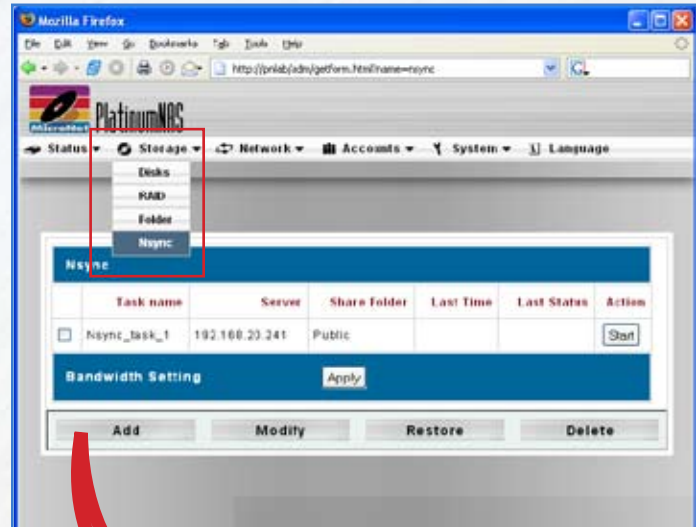 Mozilla Firefox
File Edit View Go Bookmarks Tab Tools Help
http://pnlab/adm/getform.html?name=nsync
G.
MicroNet PlatinumNAS
Status Storage Network Accounts System Language
Disks
RAID
Folder
Nsync
Nsync
Task name Server Share Folder Last Time Last Status Action
Nsync_task_1 192.168.20.241 Public Start
Bandwidth Setting Apply
Add Modify Restore Delete